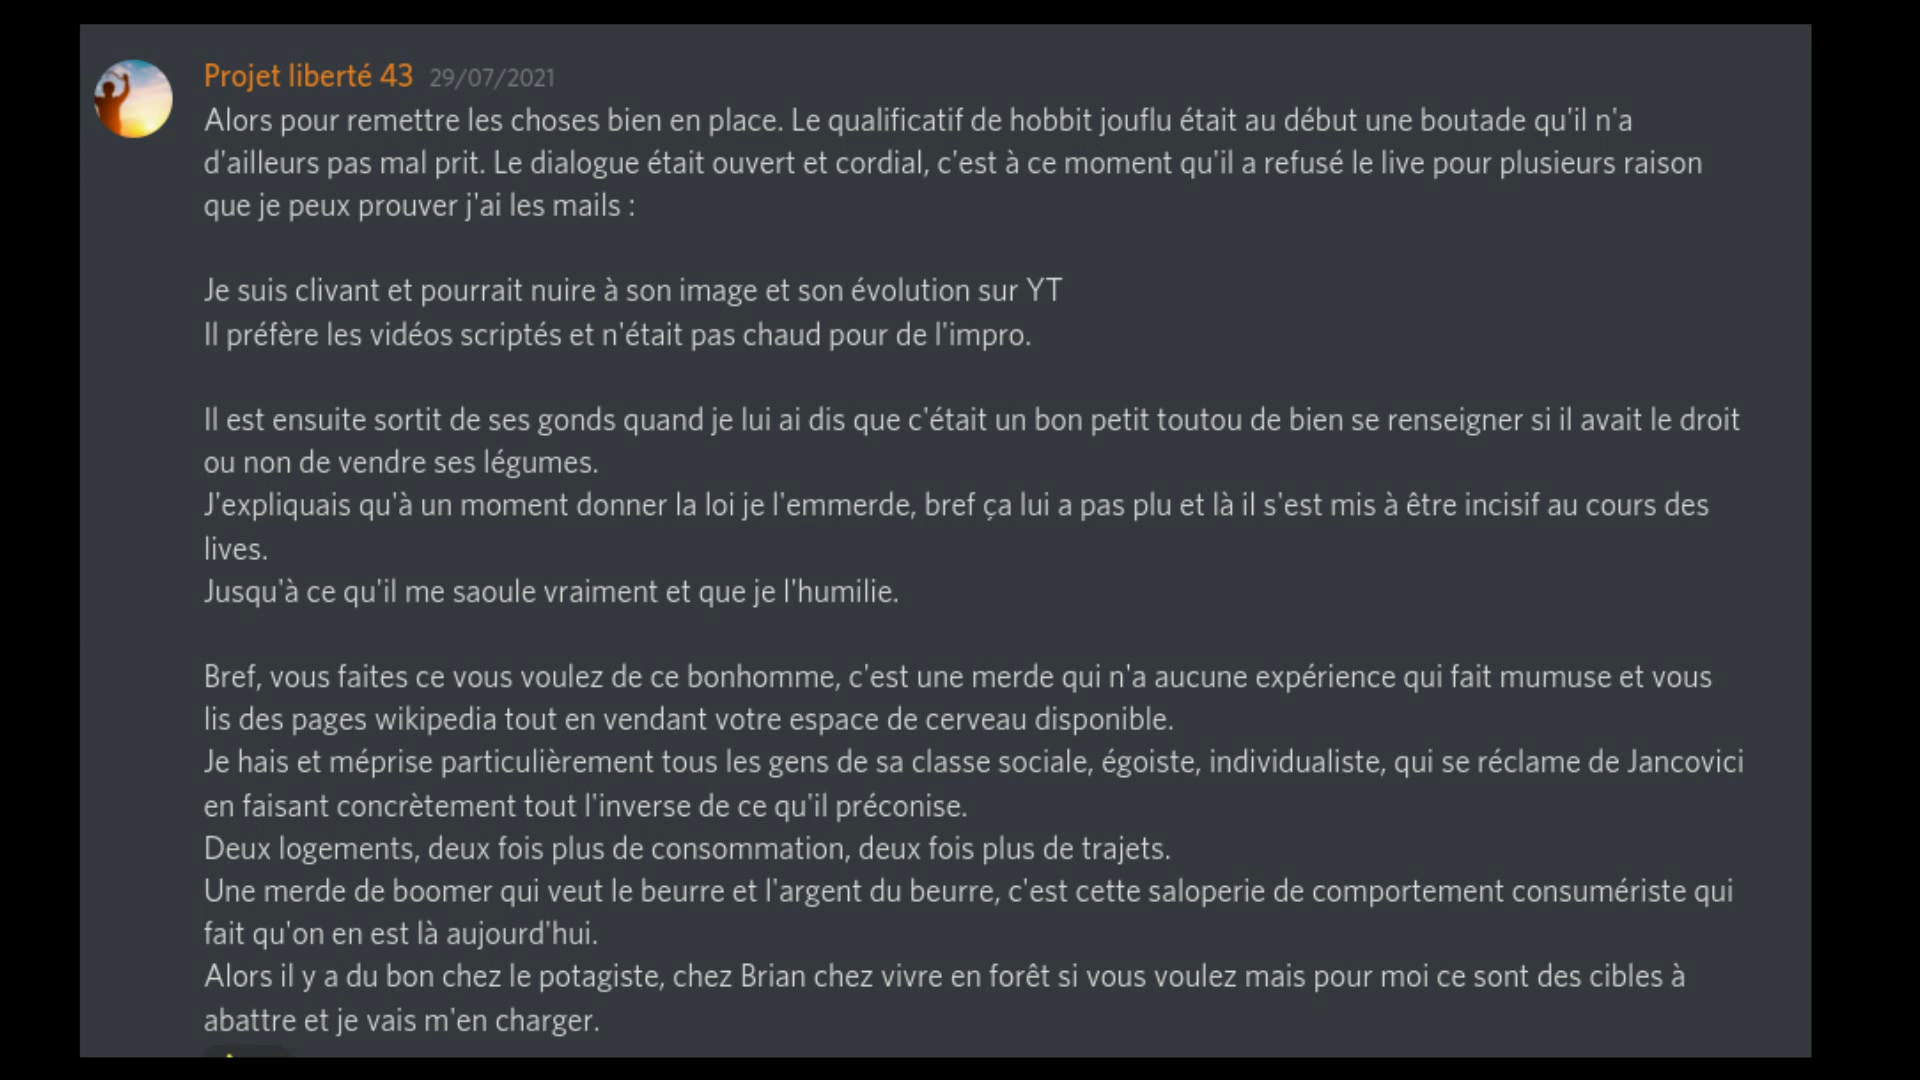 Projet liberté 43 29/07/2021
Alors pour remettre les choses bien en place. Le qualificatif de hobbit jouflu était au début une boutade qu'il n'a
d'ailleurs pas mal prit. Le dialogue était ouvert et cordial, c'est à ce moment qu'il a refusé le live pour plusieurs raison
que je peux prouver j'ai les mails :
Je suis clivant et pourrait nuire à son image et son évolution sur YT
Il préfère les vidéos scriptés et n'était pas chaud pour de l'impro.
Il est ensuite sortit de ses gonds quand je lui ai dis que c'était un bon petit toutou de bien se renseigner si il avait le droit
ou non de vendre ses légumes.
J'expliquais qu'à un moment donner la loi je l'emmerde, bref ça lui a pas plu et là il s'est mis à être incisif au cours des
lives.
Jusqu'à ce qu'il me saoule vraiment et que je l'humilie.
Bref, vous faites ce vous voulez de ce bonhomme, c'est une merde qui n'a aucune expérience qui fait mumuse et vous
lis des pages wikipedia tout en vendant votre espace de cerveau disponible.
Je hais et méprise particulièrement tous les gens de sa classe sociale, égoiste, individualiste, qui se réclame de Jancovici
en faisant concrètement tout l'inverse de ce qu'il préconise.
Deux logements, deux fois plus de consommation, deux fois plus de trajets.
Une merde de boomer qui veut le beurre et l'argent du beurre, c'est cette saloperie de comportement consumériste qui
fait qu'on en est là aujourd'hui.
Alors il y a du bon chez le potagiste, chez Brian chez vivre en forêt si vous voulez mais pour moi ce sont des cibles à
abattre et je vais m'en charger.